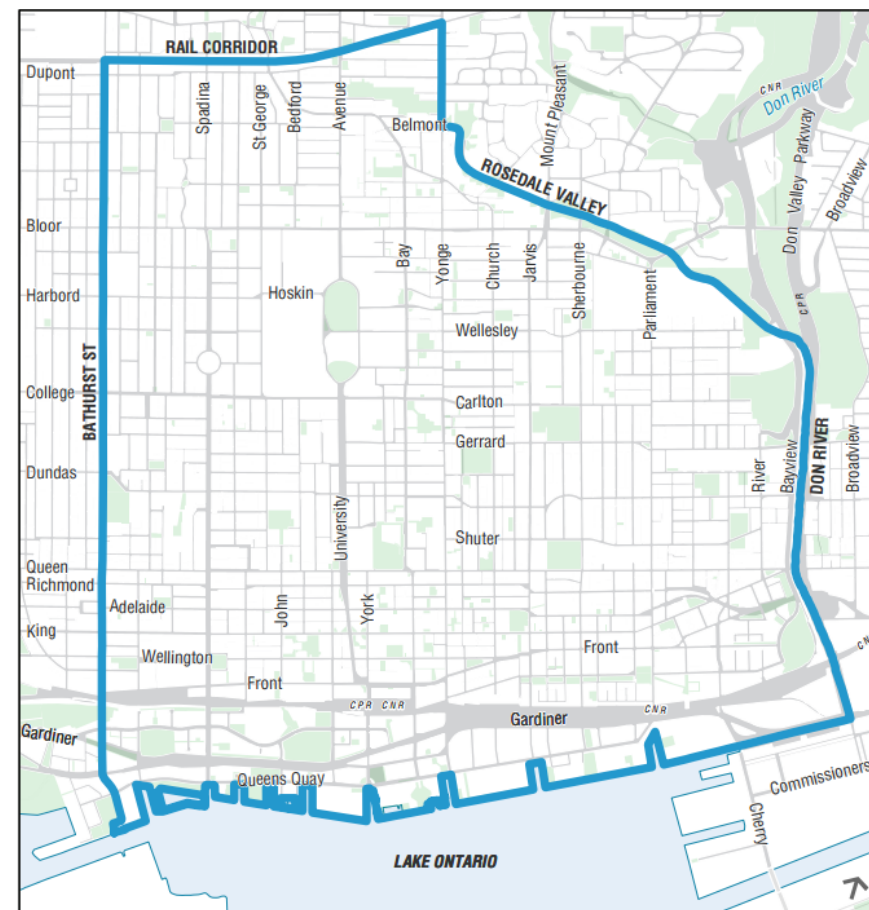 RAIL CORRIDOR
Dupont
Spadina
St-George
Bedford
Avenue
Belmont
Mount Pleasant
CNR
Don River
Don Valley Parkway
Broadview
ROSEDALE VALLEY
Bloor
Bay
Yonge
Church
Jarvis
Sherbourne
Parliament
CPR
Harbord
Hoskin
Wellesley
BATHURST ST
College
Carlton
Gerrard
Dundas
River
Bayview
DON RIVER
Broadview
University
Shuter
Queen
Richmond
Adelaide
John
York
King
Wellington
Front
Front
CPR CNR
Gardiner
CNR
CNR
Gardiner
Queens Quay
Commissioners
Cherry
LAKE ONTARIO